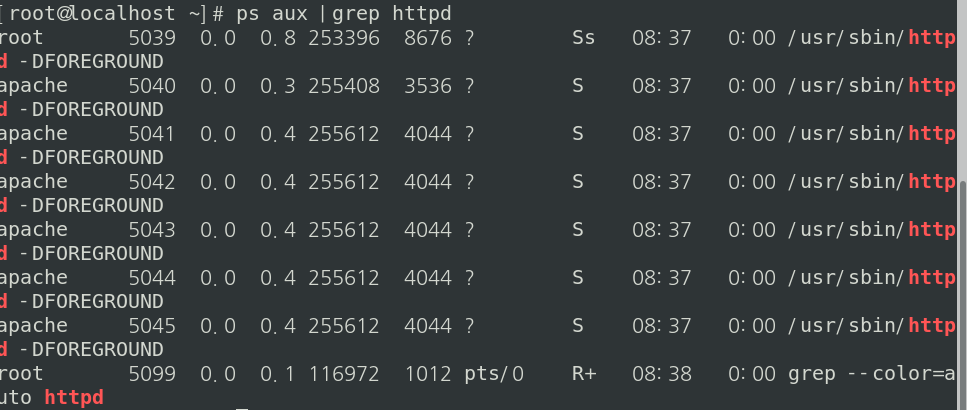 [root@localhost ~]# ps aux |grep httpd
root       5039  0.0  0.8 253396  8676 ?        Ss   08:37   0:00 /usr/sbin/http
d -DFOREGROUND
apache     5040  0.0  0.3 255408  3536 ?        S    08:37   0:00 /usr/sbin/http
d -DFOREGROUND
apache     5041  0.0  0.4 255612  4044 ?        S    08:37   0:00 /usr/sbin/http
d -DFOREGROUND
apache     5042  0.0  0.4 255612  4044 ?        S    08:37   0:00 /usr/sbin/http
d -DFOREGROUND
apache     5043  0.0  0.4 255612  4044 ?        S    08:37   0:00 /usr/sbin/http
d -DFOREGROUND
apache     5044  0.0  0.4 255612  4044 ?        S    08:37   0:00 /usr/sbin/http
d -DFOREGROUND
apache     5045  0.0  0.4 255612  4044 ?        S    08:37   0:00 /usr/sbin/http
d -DFOREGROUND
root       5099  0.0  0.1 116972  1012 pts/0    R+   08:38   0:00 grep --color=a
uto httpd